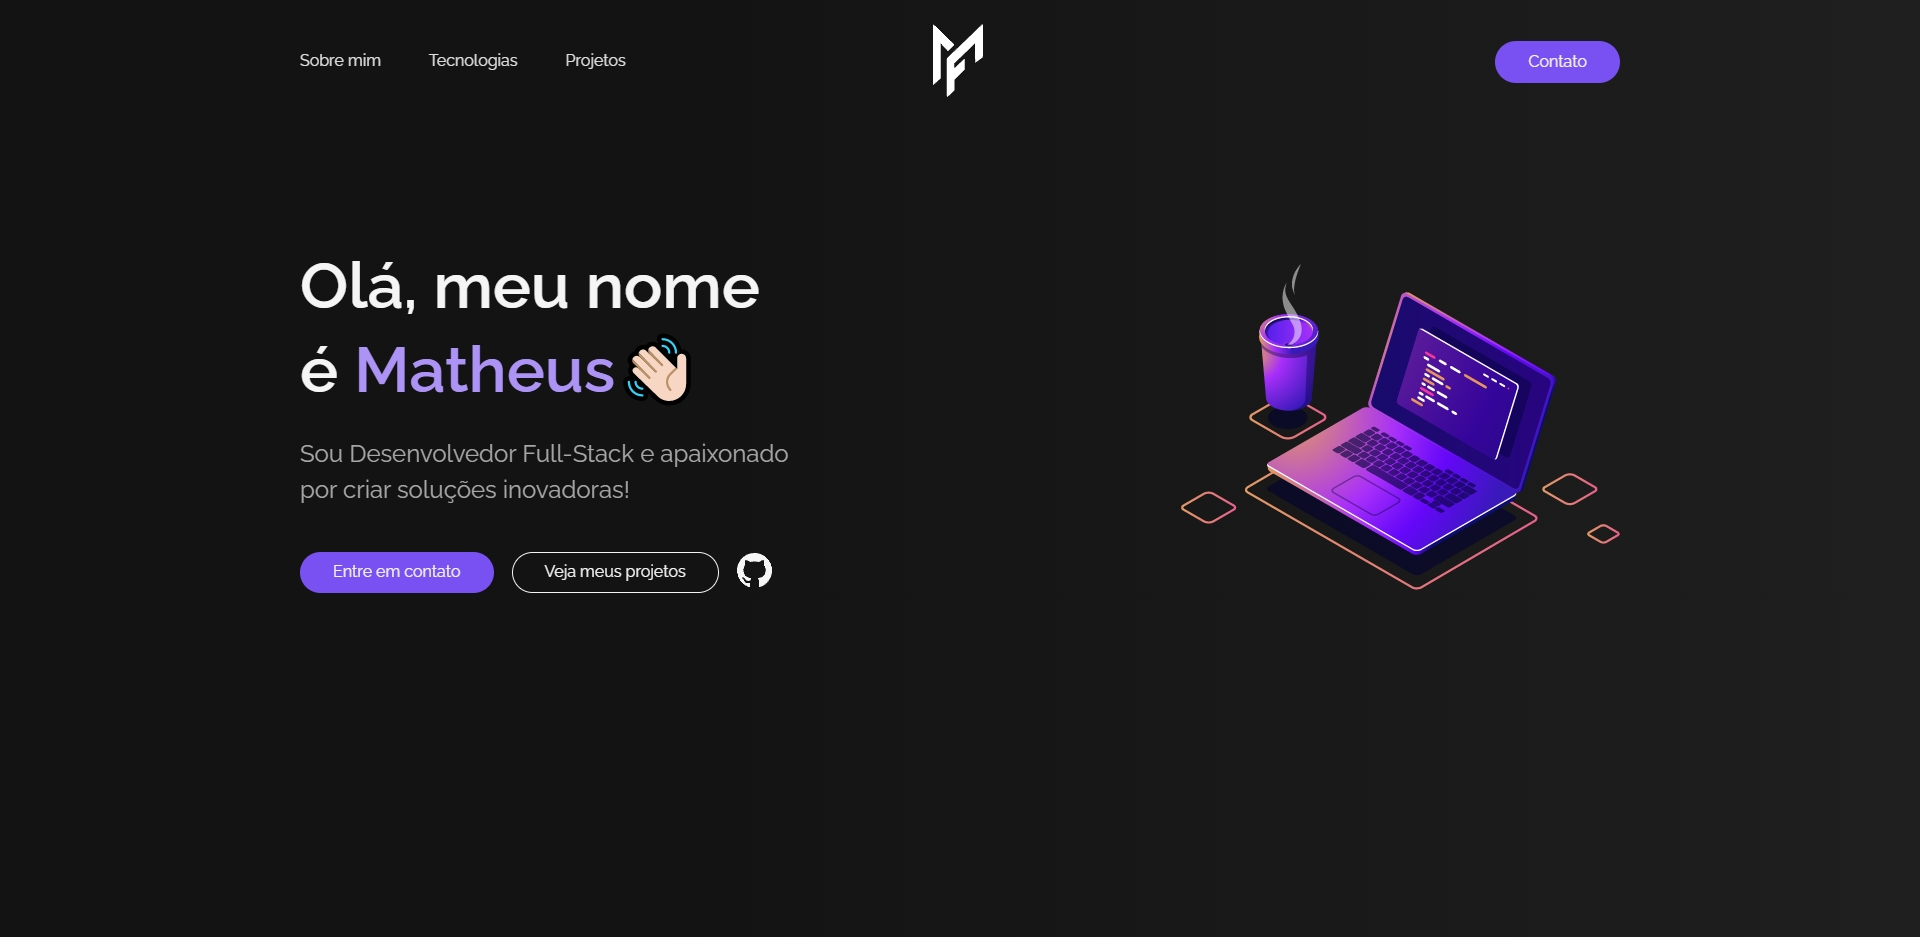 Sobre mim
Tecnologias
Projetos
MF
Contato
Olá, meu nome
é Matheus
Sou Desenvolvedor Full-Stack e apaixonado
por criar soluções inovadoras!
Entre em contato
Veja meus projetos